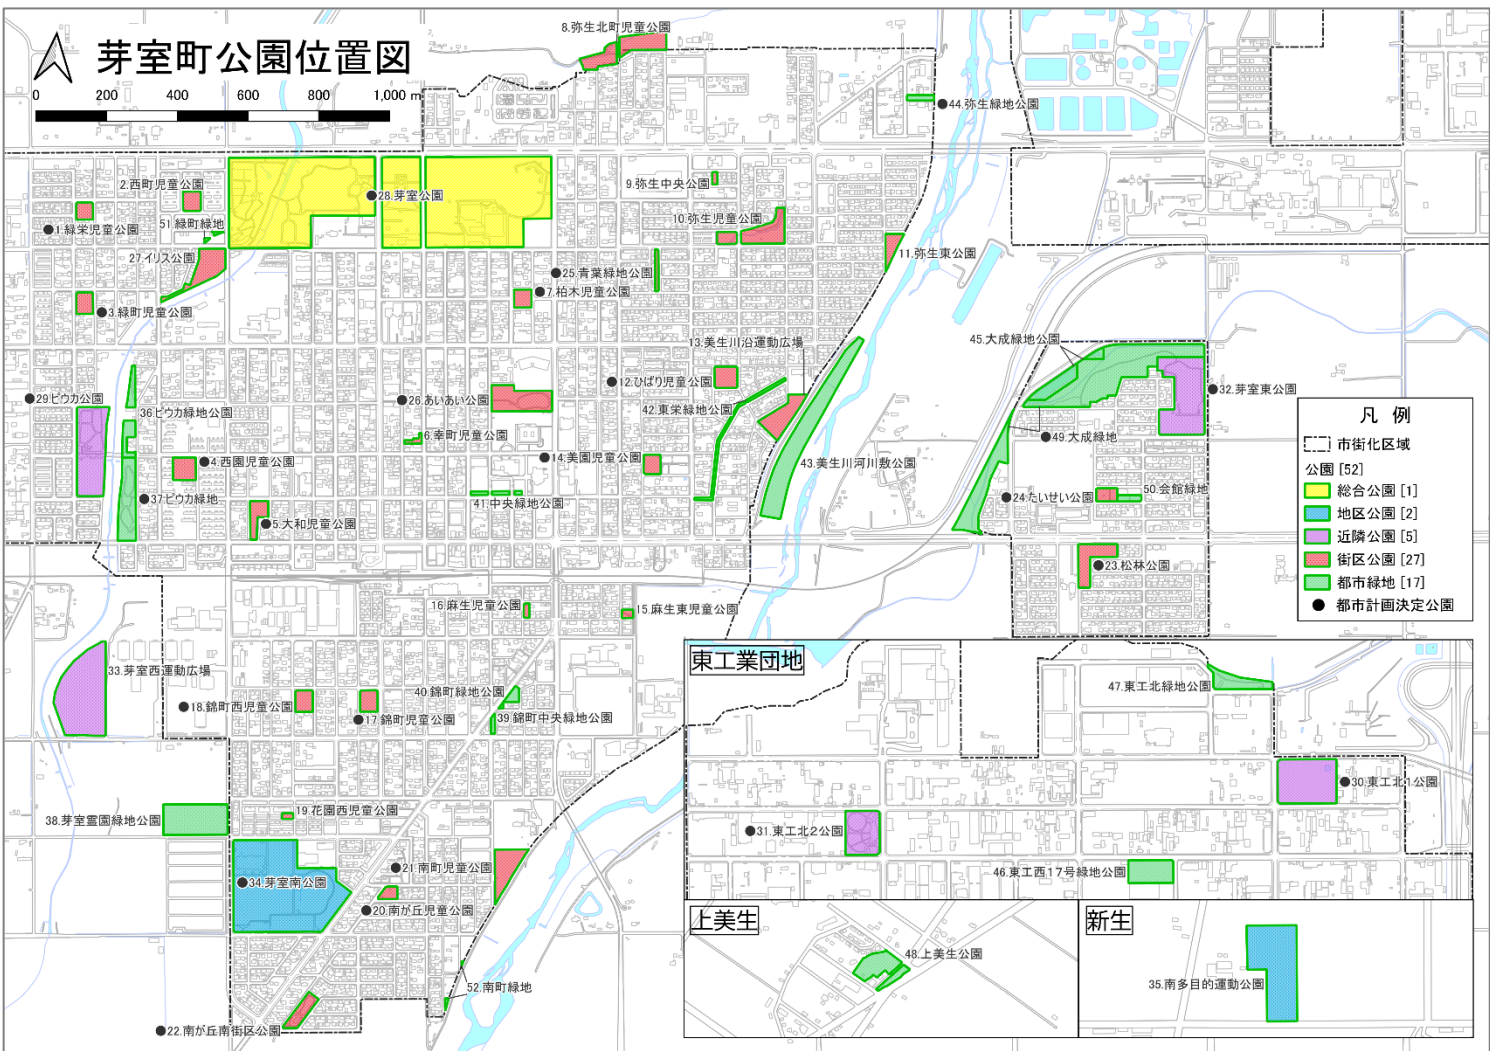 芽室町公園位置図
0 200 400 600 800 1,000 m
8.弥生北町児童公園
●44.弥生緑地公園
2.西町児童公園
●28.芽室公園
9.弥生中央公園
●1.緑栄児童公園
51.緑町緑地
10.弥生児童公園
27.イリス公園
11.弥生東公園
●25.青葉緑地公園
●7.柏木児童公園
●3.緑町児童公園
13.美生川沿運動広場
45.大成緑地公園
●12.ひばり児童公園
●32.芽室東公園
●29.ピウカ公園
●26.あいあい公園
36.ピウカ緑地公園
42.東栄緑地公園
6.幸町児童公園
●49.大成緑地
●4.西園児童公園
●14.美園児童公園
43.美生川河川敷公園
●37.ピウカ緑地
41.中央緑地公園
●24.たいせい公園
50.会館緑地
●5.大和児童公園
●23.松林公園
凡 例
市街化区域
公園 [52]
総合公園 [1]
地区公園 [2]
近隣公園 [5]
街区公園 [27]
都市緑地 [17]
● 都市計画決定公園
16.麻生児童公園
15.麻生東児童公園
33.芽室西運動広場
40.錦町緑地公園
●18.錦町西児童公園
●17.錦町児童公園
39.錦町中央緑地公園
19.花園西児童公園
38.芽室霊園緑地公園
●21.南町児童公園
●34.芽室南公園
●20.南が丘児童公園
52.南町緑地
●22.南が丘南街区公園
東工業団地
47.東工北緑地公園
●30.東工北1公園
●31.東工北2公園
46.東工西17号緑地公園
上美生
48.上美生公園
新生
35.南多目的運動公園